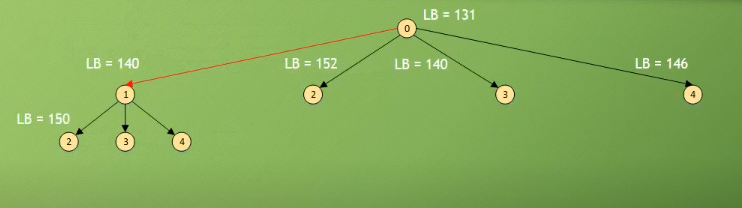 LB = 131
0
LB = 140
LB = 152
LB = 140
LB = 146
1
2
3
4
LB = 150
2
3
4